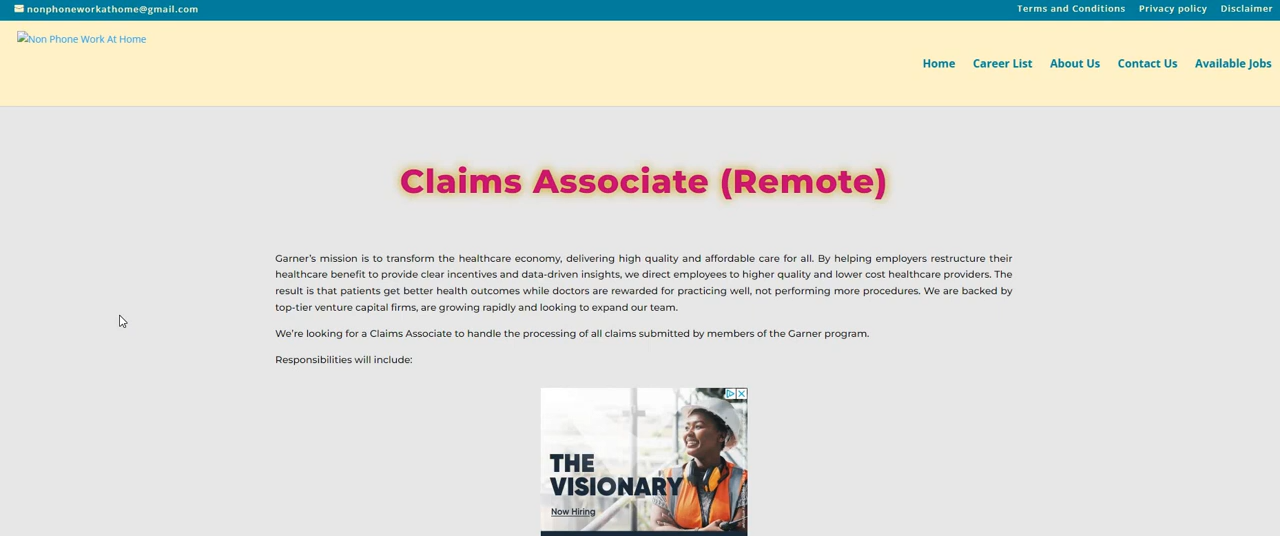 nonphoneworkathome@gmail.com
Terms and Conditions Privacy policy Disclaimer
Non Phone Work At Home
Home Career List About Us Contact Us Available Jobs
Claims Associate (Remote)
Garner’s mission is to transform the healthcare economy, delivering high quality and affordable care for all. By helping employers restructure their
healthcare benefit to provide clear incentives and data-driven insights, we direct employees to higher quality and lower cost healthcare providers. The
result is that patients get better health outcomes while doctors are rewarded for practicing well, not performing more procedures. We are backed by
top-tier venture capital firms, are growing rapidly and looking to expand our team.
We’re looking for a Claims Associate to handle the processing of all claims submitted by members of the Garner program.
Responsibilities will include:
THE
VISIONARY
Now Hiring